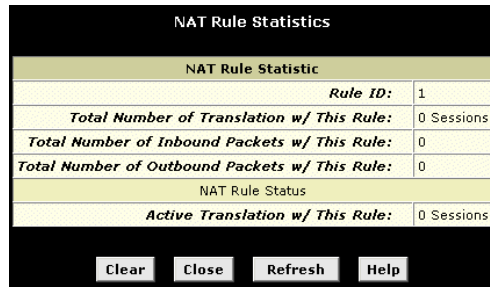 NAT Rule Statistics
NAT Rule Statistic
Rule ID: 1
Total Number of Translation w/ This Rule: 0 Sessions
Total Number of Inbound Packets w/ This Rule: 0
Total Number of Outbound Packets w/ This Rule: 0
NAT Rule Status
Active Translation w/ This Rule: 0 Sessions
Clear Close Refresh Help